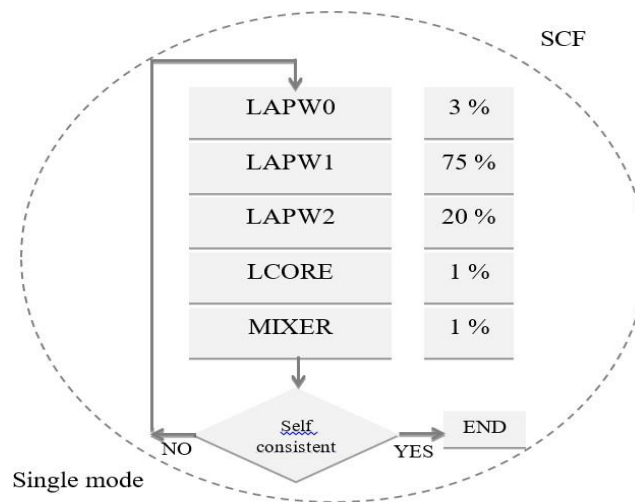 SCF
LAPW0 3 %
LAPW1 75 %
LAPW2 20 %
LCORE 1 %
MIXER 1 %
Self
consistent
NO
YES
END
Single mode